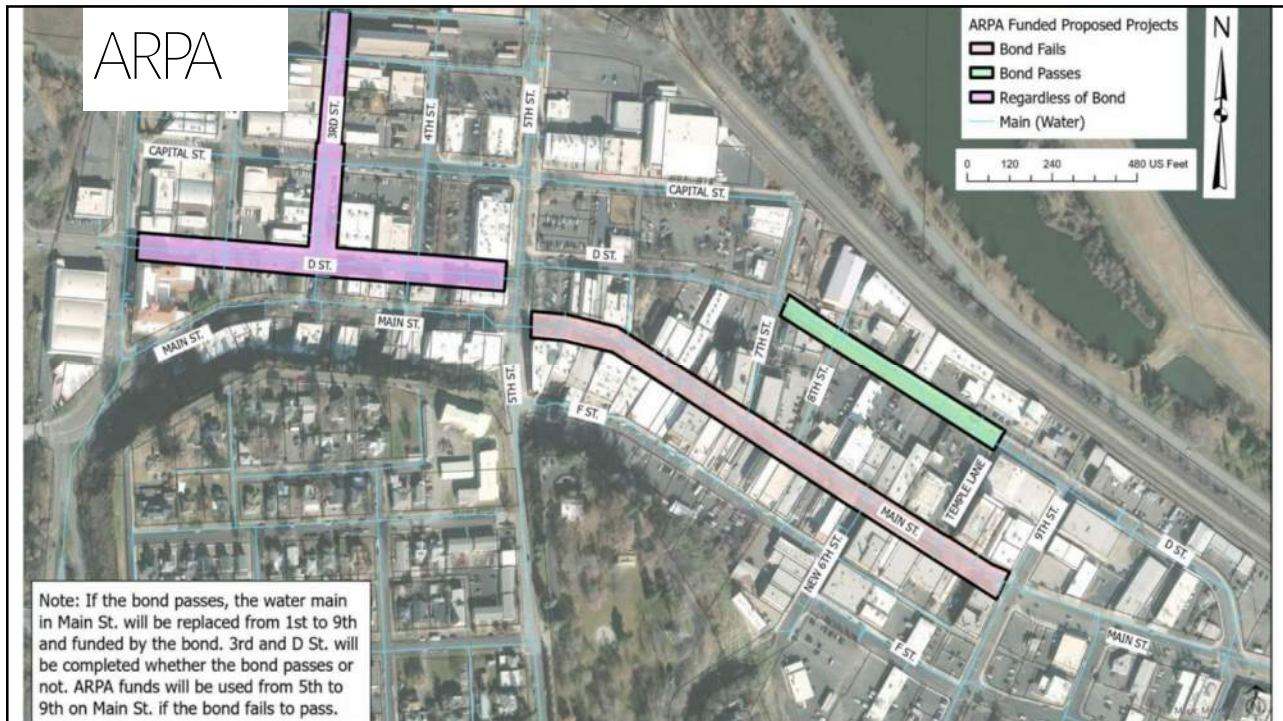 ARPA
ARPA Funded Proposed Projects
Bond Fails
Bond Passes
Regardless of Bond
Main (Water)
N
0 120 240 480 US Feet
3RD ST.
4TH ST.
5TH ST.
CAPITAL ST.
CAPITAL ST.
D ST.
D ST.
MAIN ST.
MAIN ST.
5TH ST.
F ST.
7TH ST.
8TH ST.
TEMPLE LANE
MAIN ST.
9TH ST.
D ST.
NEW 6TH ST.
F ST.
MAIN ST.
Note: If the bond passes, the water main
in Main St. will be replaced from 1st to 9th
and funded by the bond. 3rd and D St. will
be completed whether the bond passes or
not. ARPA funds will be used from 5th to
9th on Main St. if the bond fails to pass.